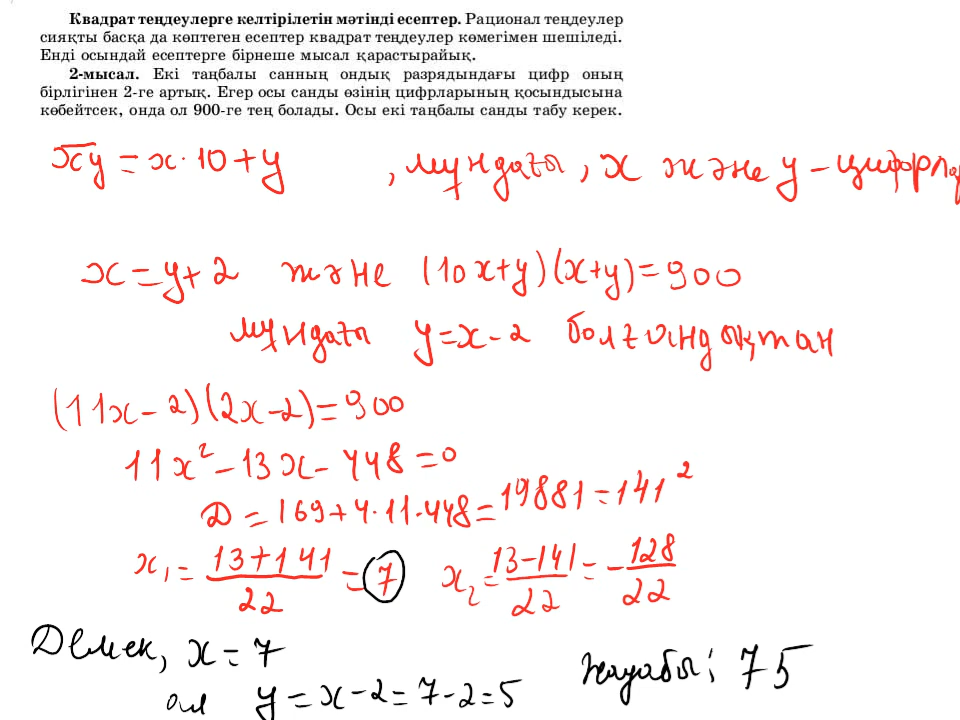 Квадрат теңдеулерге келтірілетін мәтінді есептер. Рационал теңдеулер
сияқты басқа да көптеген есептер квадрат теңдеулер көмегімен шешіледі.
Енді осындай есептерге бірнеше мысал қарастырайық.
2-мысал. Екі таңбалы санның ондық разрядындағы цифр оның
бірлігінен 2-ге артық. Егер осы санды өзінің цифрларының қосындысына
көбейтсек, онда ол 900-ге тең болады. Осы екі таңбалы санды табу керек.
x̅y̅ = x · 10 + y , мұндағы, x және y – цифрлар
x = y + 2 және (10x+y)(x+y)=900
мұндағы y = x - 2 болғандықтан
(11x - 2)(2x - 2) = 900
11x² - 13x - 448 = 0
D = 169 + 4·11·448 = 19881 = 141²
x₁ = (13+141)/22 = 7 x₂ = (13-141)/22 = -128/22
Демек, x = 7
ал y = x - 2 = 7 - 2 = 5 Жауабы: 75